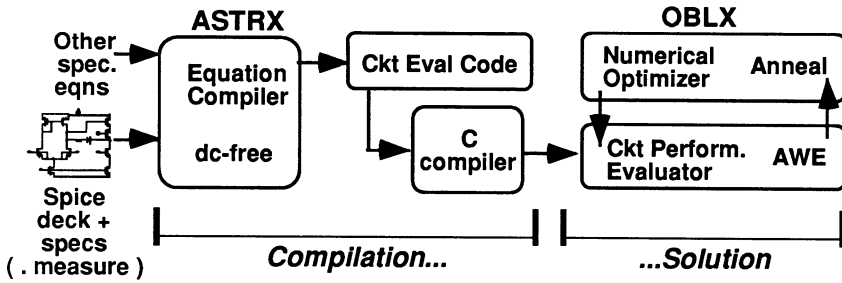 ASTRX
OBLX
Other
spec.
eqns
Equation
Compiler
dc-free
Ckt Eval Code
C
compiler
Numerical
Optimizer
Anneal
Ckt Perform.
Evaluator
AWE
Spice
deck +
specs
( . measure )
Compilation...
...Solution